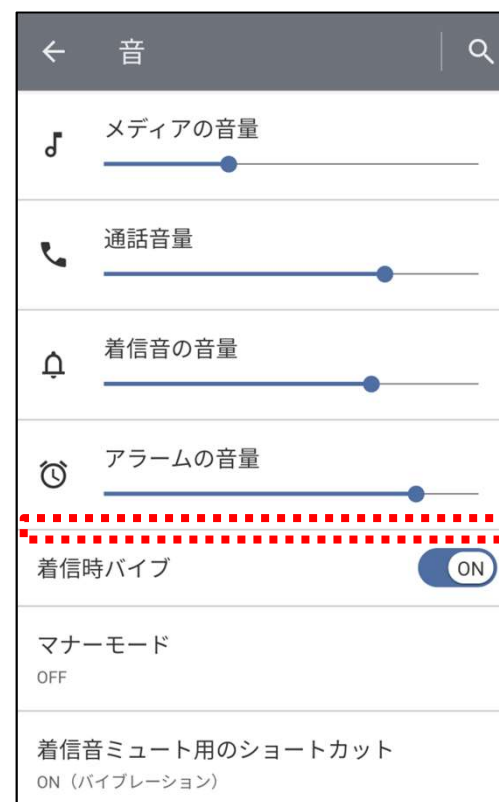 音
メディアの音量
通話音量
着信音の音量
アラームの音量
着信時バイブ
ON
マナーモード
OFF
着信音ミュート用のショートカット
ON（バイブレーション）